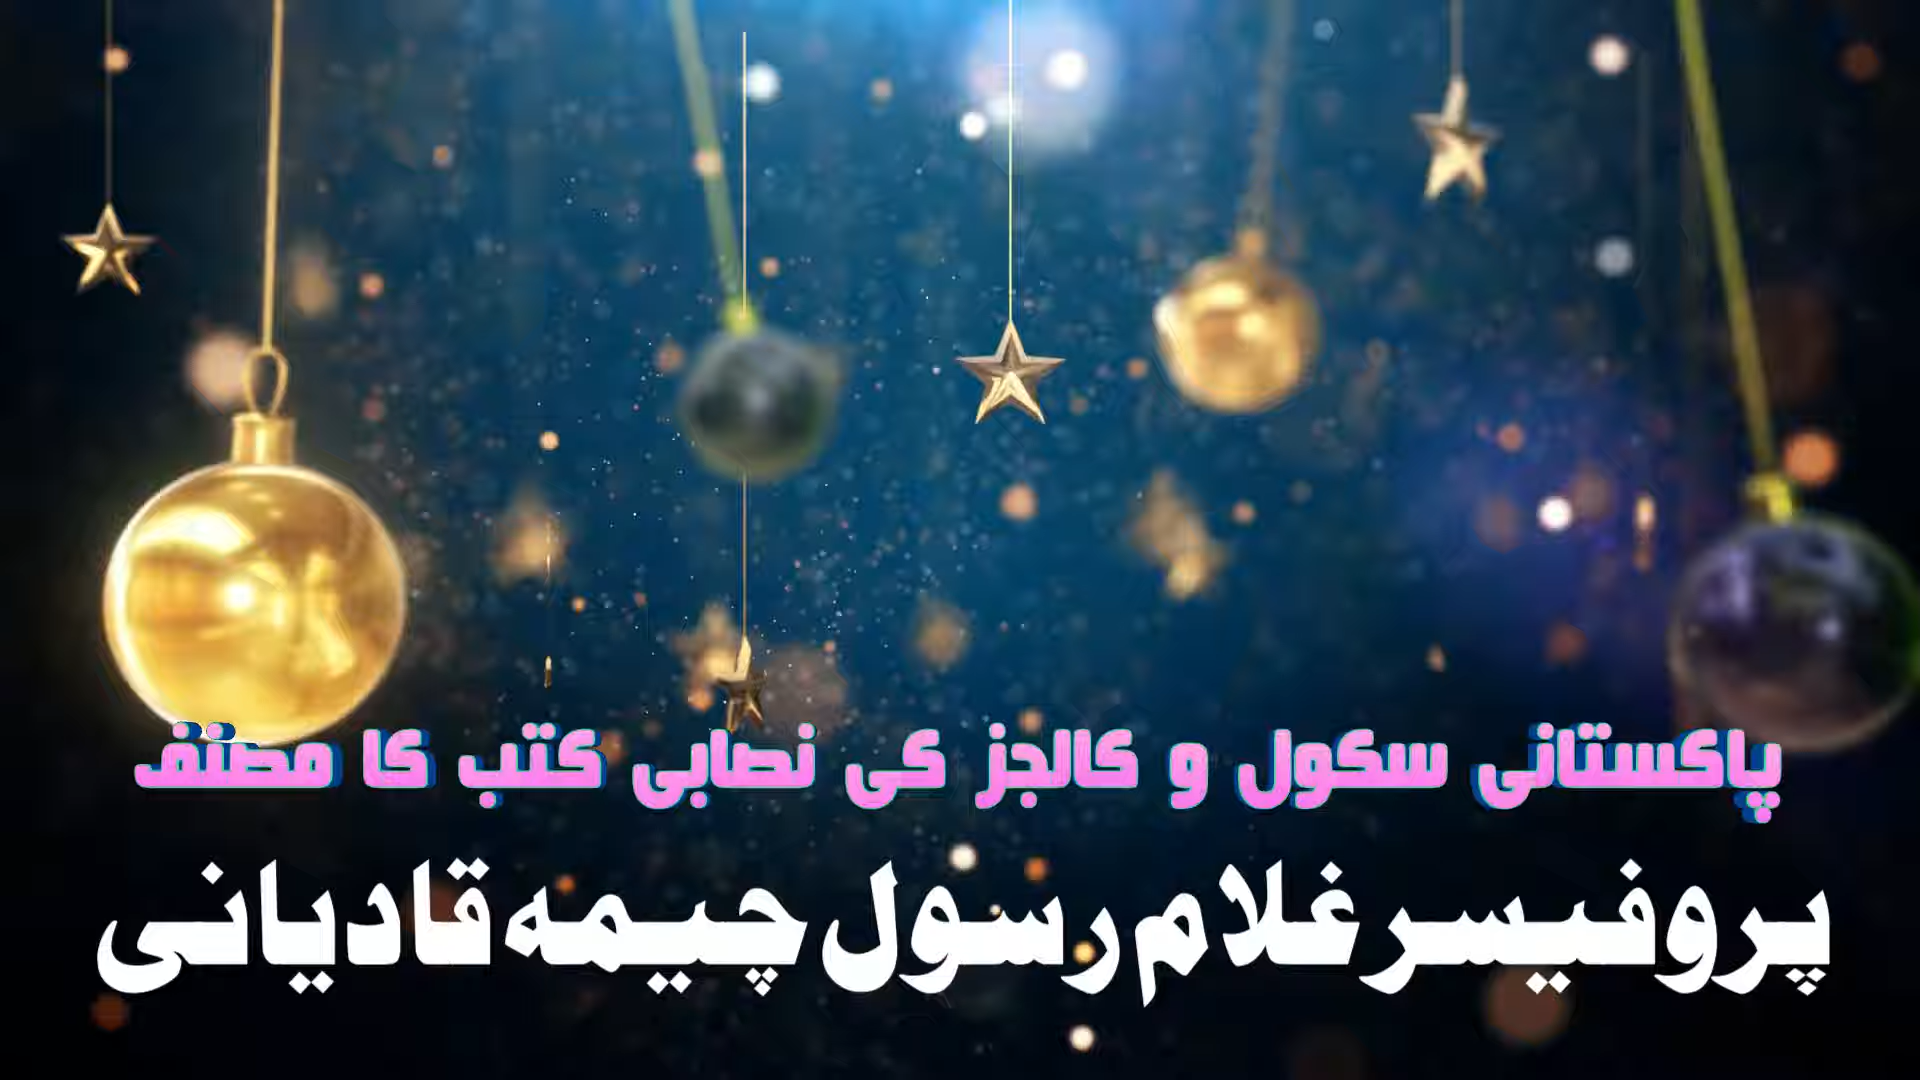 پاکستانی سکول و کالجز کی نصابی کتب کا مصنف
پروفیسر غلام رسول چیمہ قادیانی